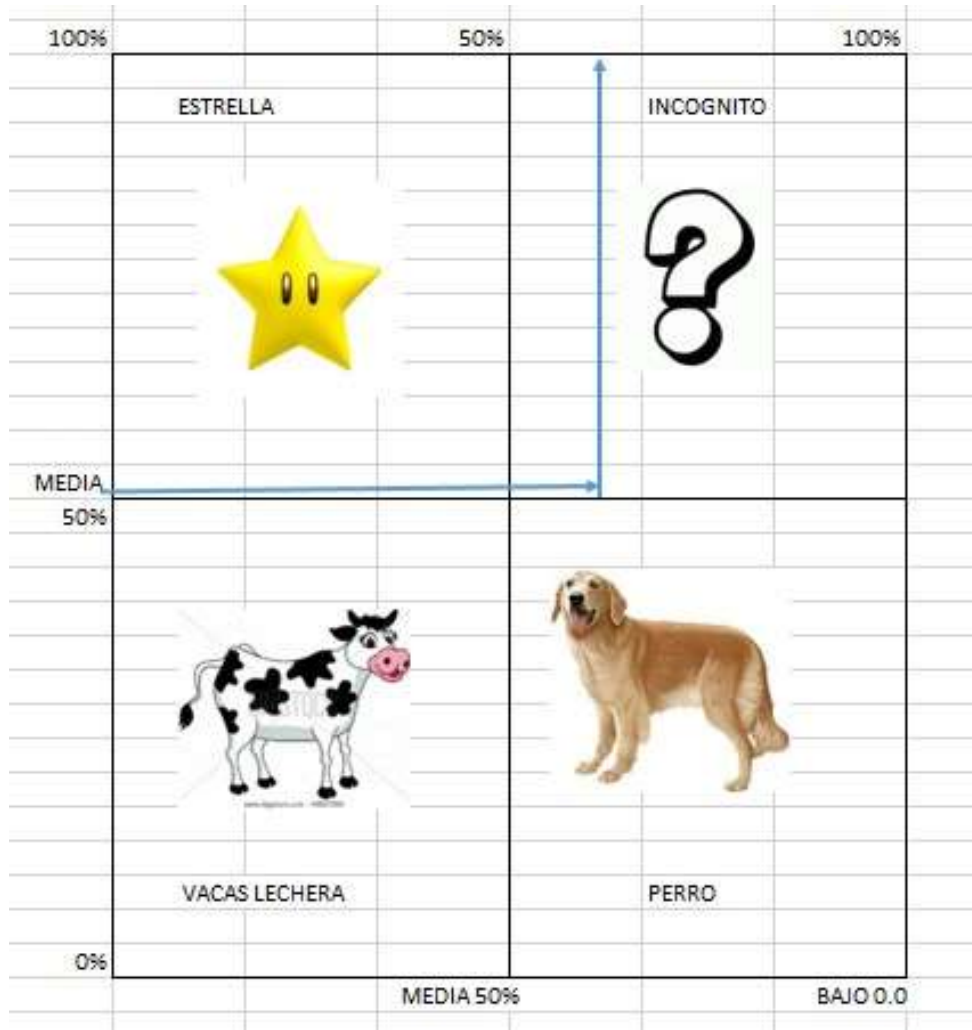 100% 50% 100%
ESTRELLA INCOGNITO
MEDIA
50%
VACAS LECHERA PERRO
0%
MEDIA 50% BAJO 0.0